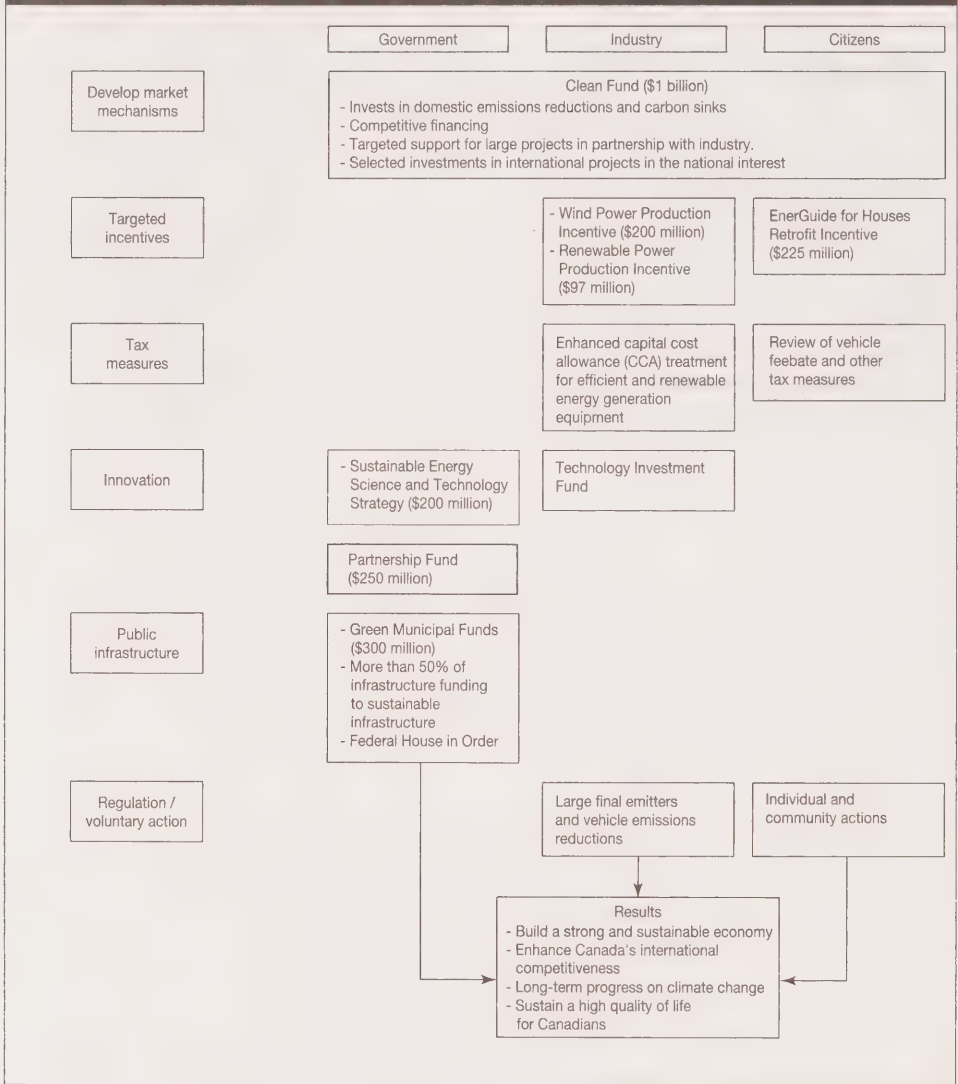 Government
Industry
Citizens
Develop market
mechanisms
Clean Fund ($1 billion)
- Invests in domestic emissions reductions and carbon sinks
- Competitive financing
- Targeted support for large projects in partnership with industry.
- Selected investments in international projects in the national interest
Targeted
incentives
- Wind Power Production
Incentive ($200 million)
- Renewable Power
Production Incentive
($97 million)
EnerGuide for Houses
Retrofit Incentive
($225 million)
Tax
measures
Enhanced capital cost
allowance (CCA) treatment
for efficient and renewable
energy generation
equipment
Review of vehicle
feebate and other
tax measures
Innovation
- Sustainable Energy
Science and Technology
Strategy ($200 million)
Technology Investment
Fund
Partnership Fund
($250 million)
Public
infrastructure
- Green Municipal Funds
($300 million)
- More than 50% of
infrastructure funding
to sustainable
infrastructure
- Federal House in Order
Regulation /
voluntary action
Large final emitters
and vehicle emissions
reductions
Individual and
community actions
Results
- Build a strong and sustainable economy
- Enhance Canada's international
competitiveness
- Long-term progress on climate change
- Sustain a high quality of life
for Canadians